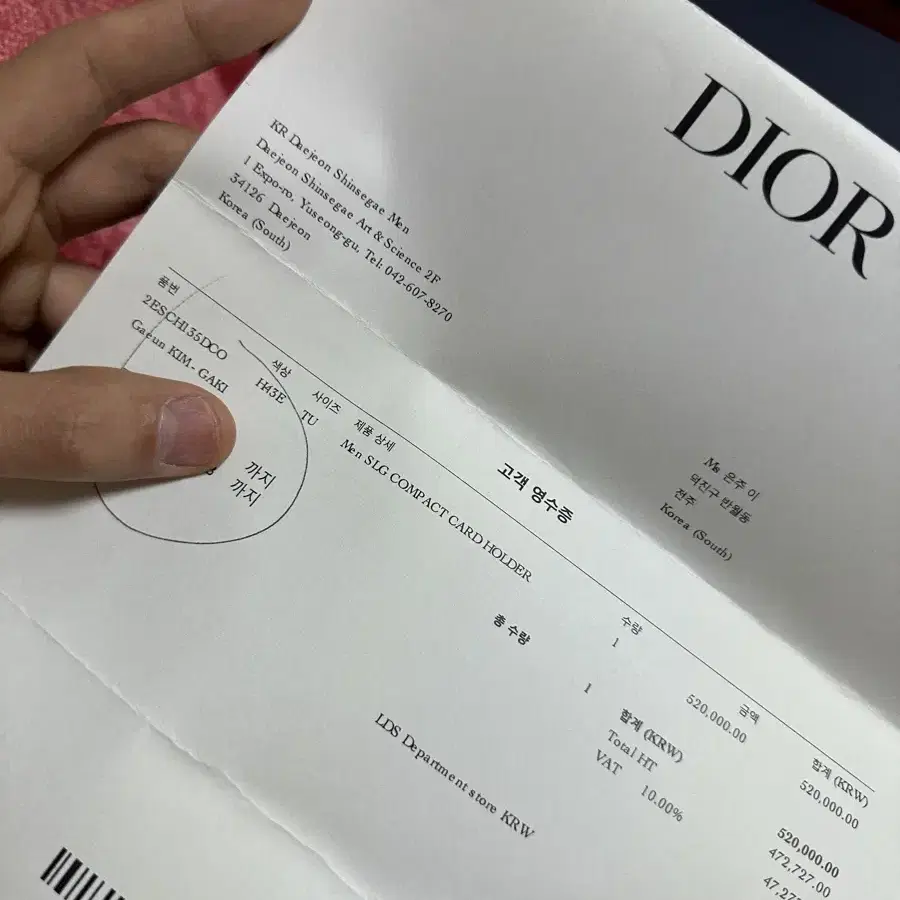 DIOR
KR Daejeon Shinsegae Men
Daejeon Shinsegae Art & Science 2F
1 Expo-ro, Yuseong-gu, Tel: 042-607-8270
34126 Daejeon
Korea (South)
Ms 은주 이
덕진구 반월동
전주
Korea (South)
고객 영수증
품번 색상 사이즈 제품 상세 수량 금액 합계 (KRW)
2ESCH135DCO H43E TU Men SLG COMPACT CARD HOLDER 1 520,000.00 520,000.00
Gaeun KIM - GAKI
까지
까지
총 수량 1 합계 (KRW) 520,000.00
Total HT 472,727.00
VAT 10.00%
LDS Department store KRW